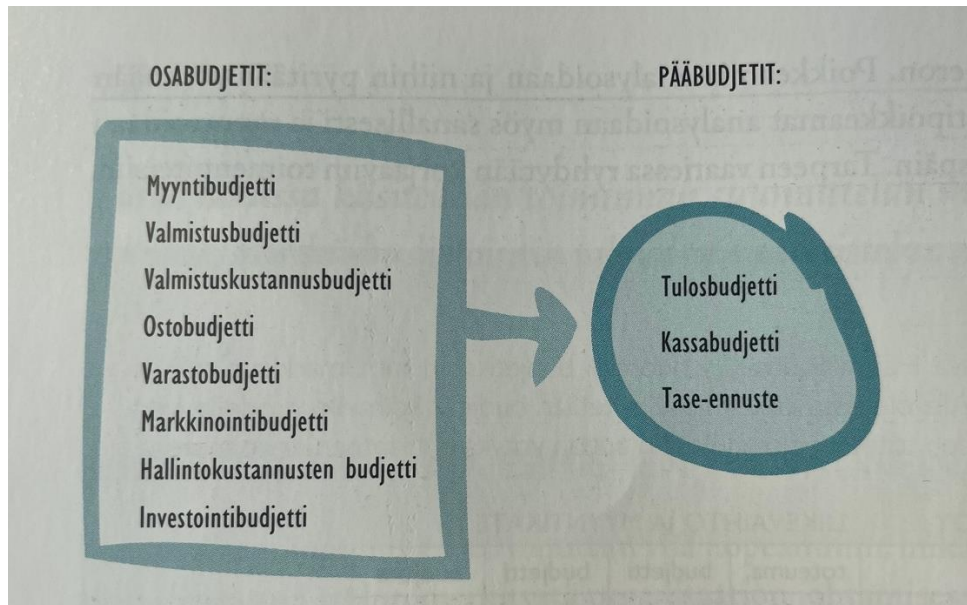 OSABUDJETIT:
Myyntibudjetti
Valmistusbudjetti
Valmistuskustannusbudjetti
Ostobudjetti
Varastobudjetti
Markkinointibudjetti
Hallintokustannusten budjetti
Investointibudjetti
PÄÄBUDJETIT:
Tulosbudjetti
Kassabudjetti
Tase-ennuste